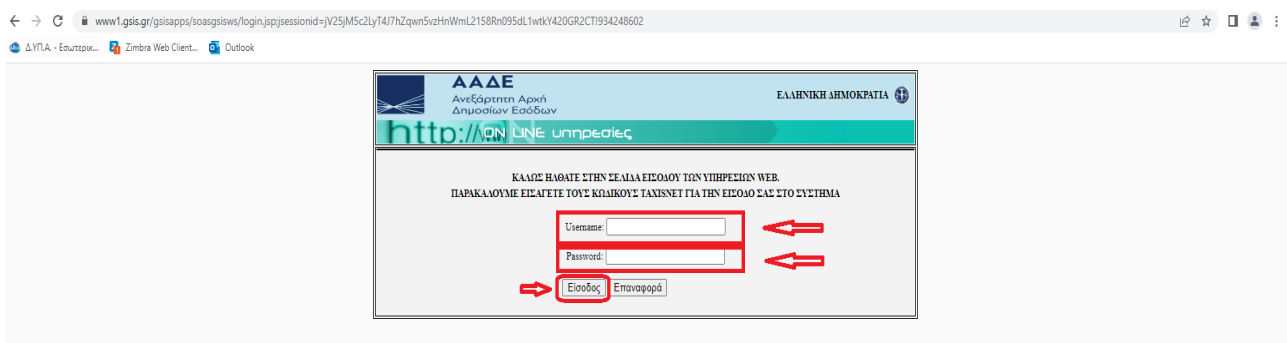 www1.gsis.gr/gsisapps/soasgsisws/login.jsp;jsessionid=jV25jM5c2LyT4J7hZqwn5vzHnWmL2158Rn095dL1wtkY420GR2CT!934248602
Δ.ΥΠ.Α. - Εσωτερικ... Zimbra Web Client... Outlook
ΑΑΔΕ
Ανεξάρτητη Αρχή
Δημοσίων Εσόδων
ΕΛΛΗΝΙΚΗ ΔΗΜΟΚΡΑΤΙΑ
http:// ON LINE υπηρεσίες
ΚΑΛΩΣ ΗΛΘΑΤΕ ΣΤΗΝ ΣΕΛΙΔΑ ΕΙΣΟΔΟΥ ΤΩΝ ΥΠΗΡΕΣΙΩΝ WEB.
ΠΑΡΑΚΑΛΟΥΜΕ ΕΙΣΑΓΕΤΕ ΤΟΥΣ ΚΩΔΙΚΟΥΣ TAXISNET ΓΙΑ ΤΗΝ ΕΙΣΟΔΟ ΣΑΣ ΣΤΟ ΣΥΣΤΗΜΑ
Username:
Password:
Είσοδος Επαναφορά